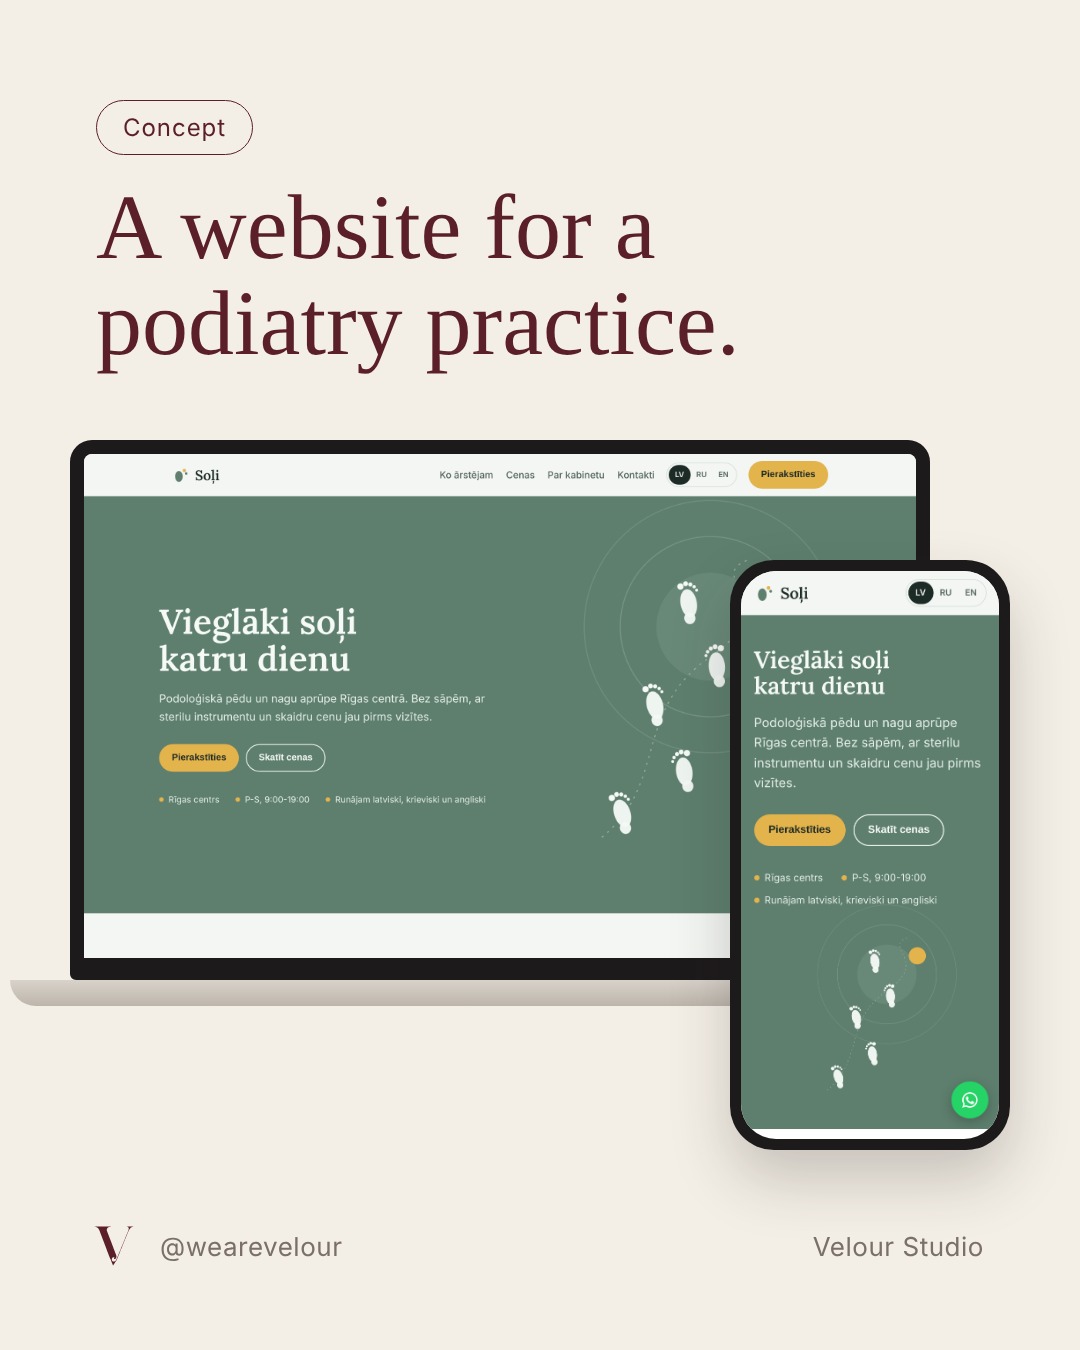 Concept
A website for a
podiatry practice.
Soļi
Ko ārstējam Cenas Par kabinetu Kontakti LV RU EN Pierakstīties
Vieglāki soļi
katru dienu
Podoloģiskā pēdu un nagu aprūpe Rīgas centrā. Bez sāpēm, ar
sterilu instrumentu un skaidru cenu jau pirms vizītes.
Pierakstīties Skatīt cenas
Rīgas centrs P-S, 9:00-19:00 Runājam latviski, krieviski un angliski
Soļi LV RU EN
Vieglāki soļi
katru dienu
Podoloģiskā pēdu un nagu aprūpe
Rīgas centrā. Bez sāpēm, ar sterilu
instrumentu un skaidru cenu jau pirms
vizītes.
Pierakstīties Skatīt cenas
Rīgas centrs P-S, 9:00-19:00
Runājam latviski, krieviski un angliski
V @wearevelour
Velour Studio